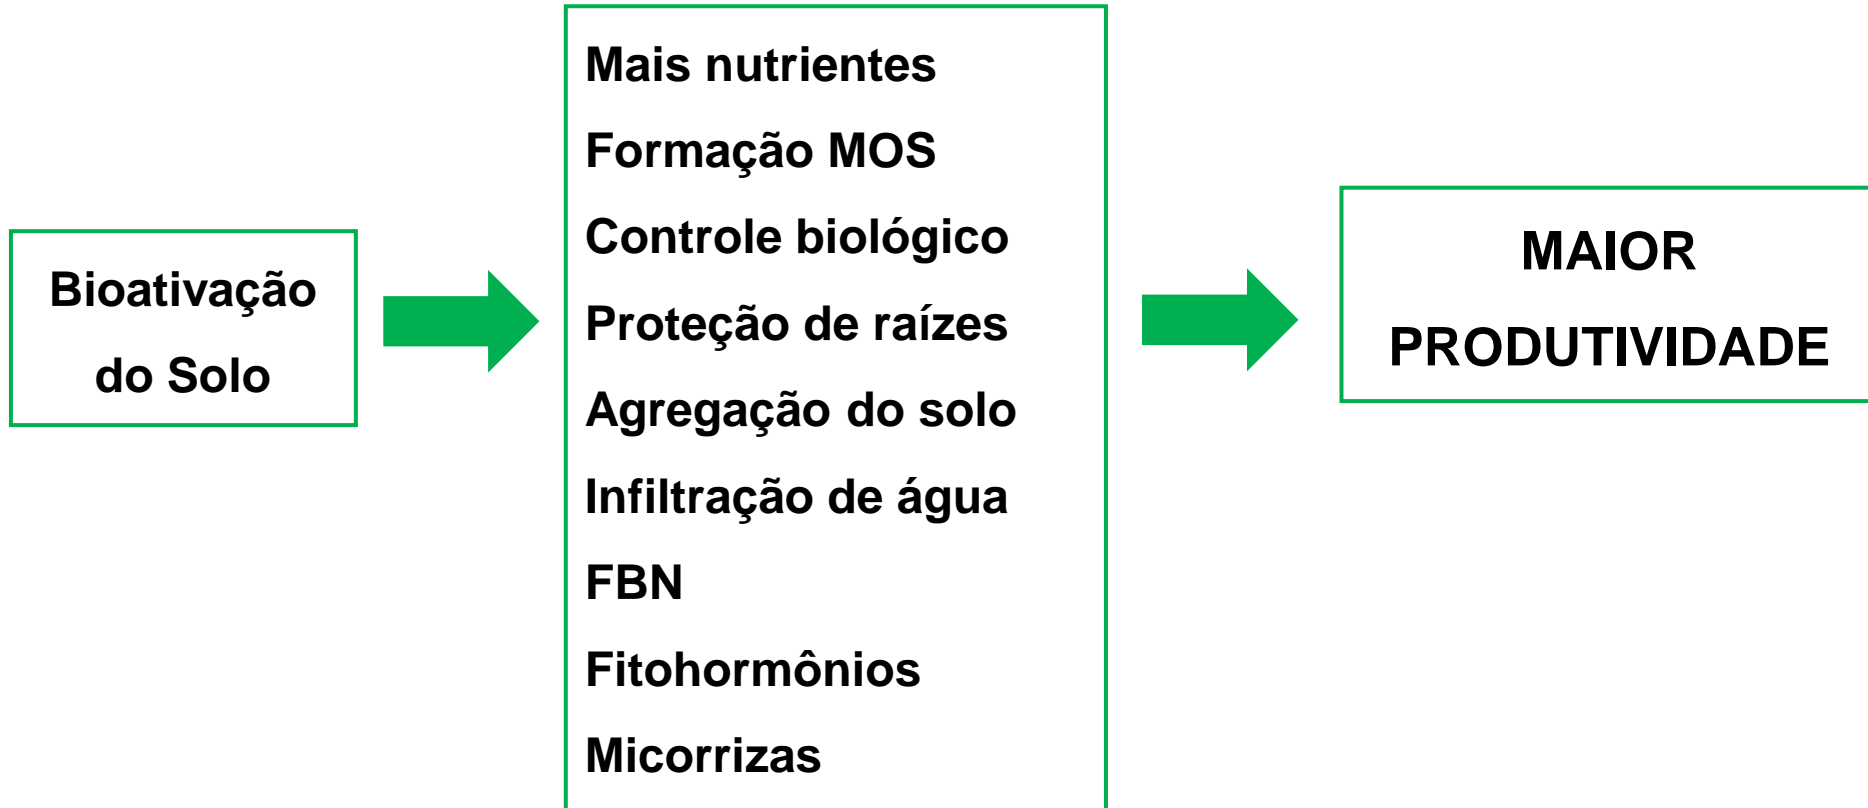 Bioativação
do Solo
Mais nutrientes
Formação MOS
Controle biológico
Proteção de raízes
Agregação do solo
Infiltração de água
FBN
Fitohormônios
Micorrizas
MAIOR
PRODUTIVIDADE